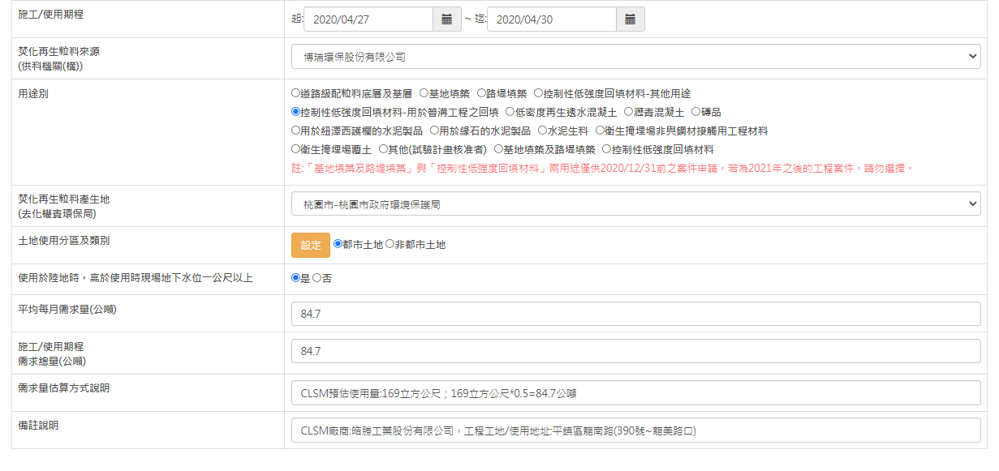 施工/使用期程
起: 2020/04/27 ~ 迄: 2020/04/30
焚化再生粒料來源
(供料機關(構))
博瑞環保股份有限公司
用途別
道路級配粒料底層及基層 基地填築 路堤填築 控制性低強度回填材料-其他用途
控制性低強度回填材料-用於管溝工程之回填 低密度再生透水混凝土 瀝青混凝土 磚品
用於紐澤西護欄的水泥製品 用於緣石的水泥製品 水泥生料 衛生掩埋場非與鋼材接觸用工程材料
衛生掩埋場覆土 其他(試驗計畫核准者) 基地填築及路堤填築 控制性低強度回填材料
註:「基地填築及路堤填築」與「控制性低強度回填材料」兩用途僅供2020/12/31前之案件申請，若為2021年之後的工程案件，請勿選擇。
焚化再生粒料產生地
(去化權責環保局)
桃園市-桃園市政府環境保護局
土地使用分區及類別
設定 都市土地 非都市土地
使用於陸地時，高於使用時現場地下水位一公尺以上
是 否
平均每月需求量(公噸)
84.7
施工/使用期程
需求總量(公噸)
84.7
需求量估算方式說明
CLSM預估使用量:169立方公尺；169立方公尺*0.5=84.7公噸
備註說明
CLSM廠商:皓勝工業股份有限公司，工程工地/使用地址:平鎮區龍南路(390號~龍美路口)